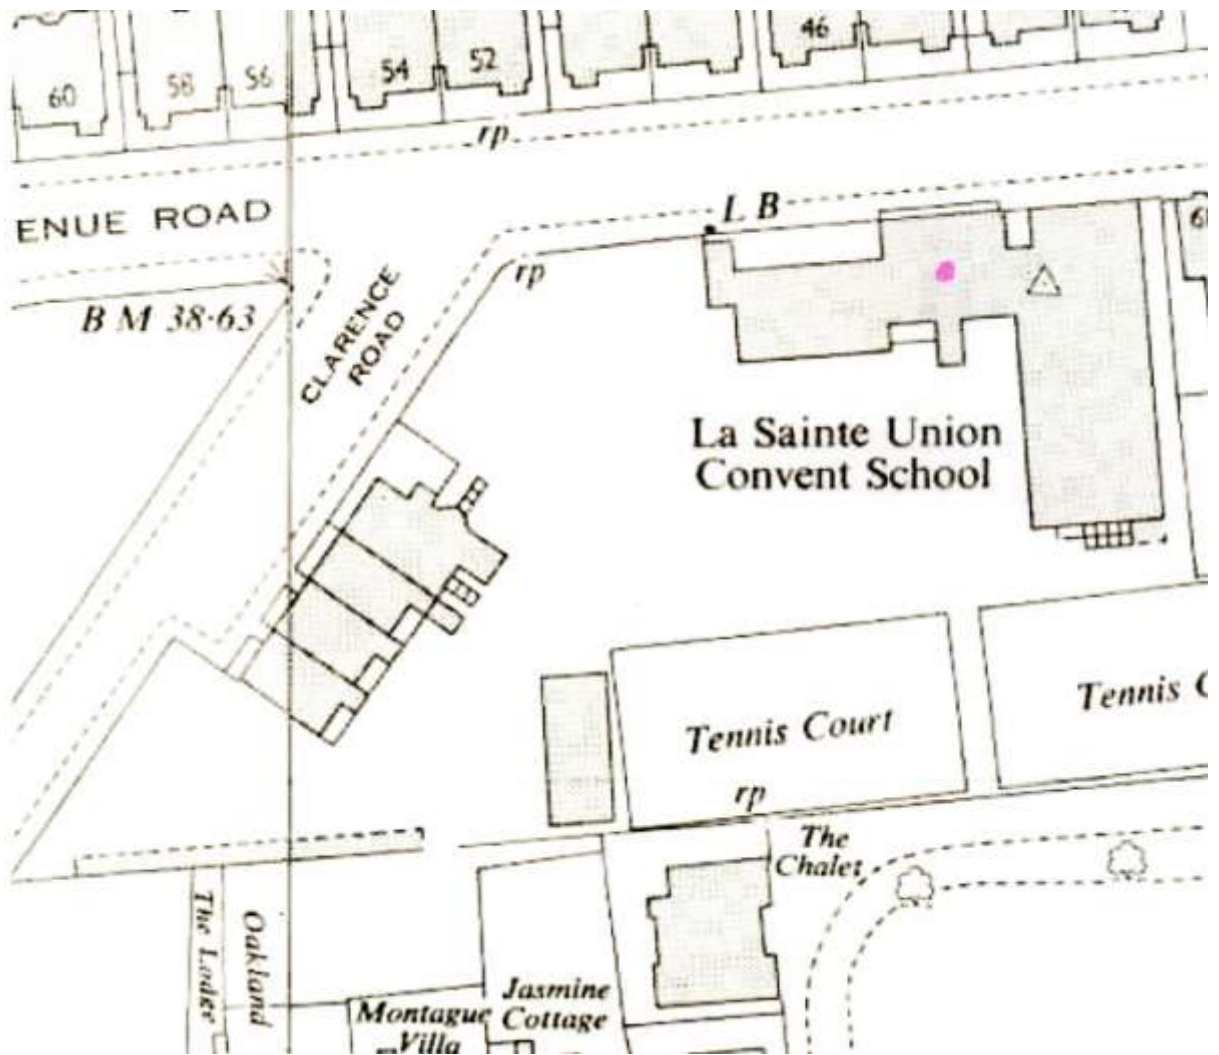 46
54
52
60
58
56
rp
ENUE ROAD
L B
rp
B M 38·63
CLARENCE
ROAD
La Sainte Union
Convent School
Tennis Court
Tennis C
rp
The
Chalet
The Lodge
Oakland
Jasmine
Cottage
Montague
Villa